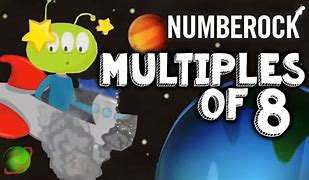 NUMBEROCK
MULTIPLES
OF 8